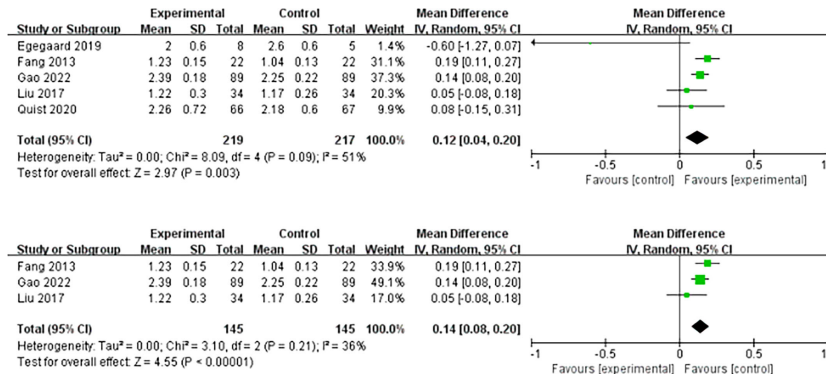 Experimental Control Mean Difference Mean Difference
Study or Subgroup Mean SD Total Mean SD Total Weight IV, Random, 95% CI IV, Random, 95% CI
Egegaard 2019 2 0.6 8 2.6 0.6 5 1.4% -0.60 [-1.27, 0.07]
Fang 2013 1.23 0.15 22 1.04 0.13 22 31.1% 0.19 [0.11, 0.27]
Gao 2022 2.39 0.18 89 2.25 0.22 89 37.3% 0.14 [0.08, 0.20]
Liu 2017 1.22 0.3 34 1.17 0.26 34 20.3% 0.05 [-0.08, 0.18]
Quist 2020 2.26 0.72 66 2.18 0.6 67 9.9% 0.08 [-0.15, 0.31]
Total (95% CI) 219 217 100.0% 0.12 [0.04, 0.20]
Heterogeneity: Tau² = 0.00; Chi² = 8.09, df = 4 (P = 0.09); I² = 51%
Test for overall effect: Z = 2.97 (P = 0.003)
-1 -0.5 0 0.5 1
Favours [control] Favours [experimental]
Experimental Control Mean Difference Mean Difference
Study or Subgroup Mean SD Total Mean SD Total Weight IV, Random, 95% CI IV, Random, 95% CI
Fang 2013 1.23 0.15 22 1.04 0.13 22 33.9% 0.19 [0.11, 0.27]
Gao 2022 2.39 0.18 89 2.25 0.22 89 49.1% 0.14 [0.08, 0.20]
Liu 2017 1.22 0.3 34 1.17 0.26 34 17.0% 0.05 [-0.08, 0.18]
Total (95% CI) 145 145 100.0% 0.14 [0.08, 0.20]
Heterogeneity: Tau² = 0.00; Chi² = 3.10, df = 2 (P = 0.21); I² = 36%
Test for overall effect: Z = 4.55 (P < 0.00001)
-1 -0.5 0 0.5 1
Favours [experimental] Favours [control]